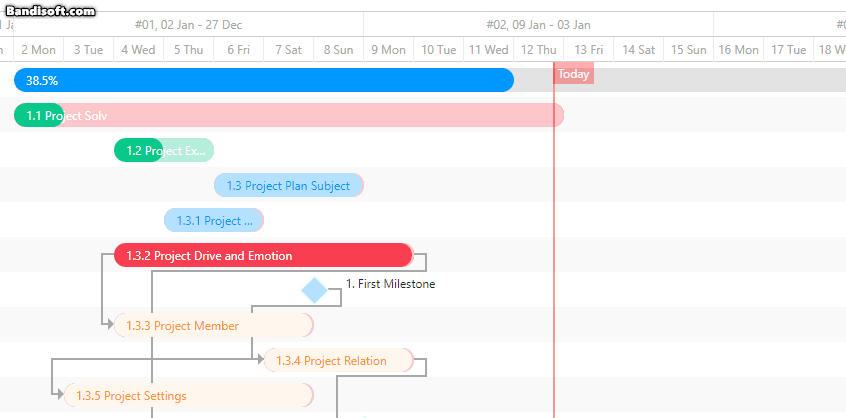 Bandisoft.com
#01, 02 Jan - 27 Dec
#02, 09 Jan - 03 Jan
2 Mon 3 Tue 4 Wed 5 Thu 6 Fri 7 Sat 8 Sun 9 Mon 10 Tue 11 Wed 12 Thu 13 Fri 14 Sat 15 Sun 16 Mon 17 Tue 18 W
Today
38.5%
1.1 Project Solv
1.2 Project Ex...
1.3 Project Plan Subject
1.3.1 Project ...
1.3.2 Project Drive and Emotion
1. First Milestone
1.3.3 Project Member
1.3.4 Project Relation
1.3.5 Project Settings